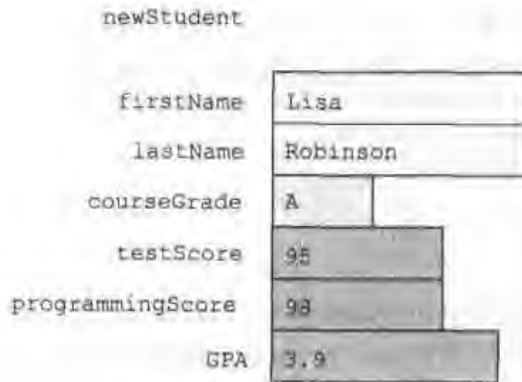 newStudent
firstName Lisa
lastName Robinson
courseGrade A
testScore 95
programmingScore 98
GPA 3.9